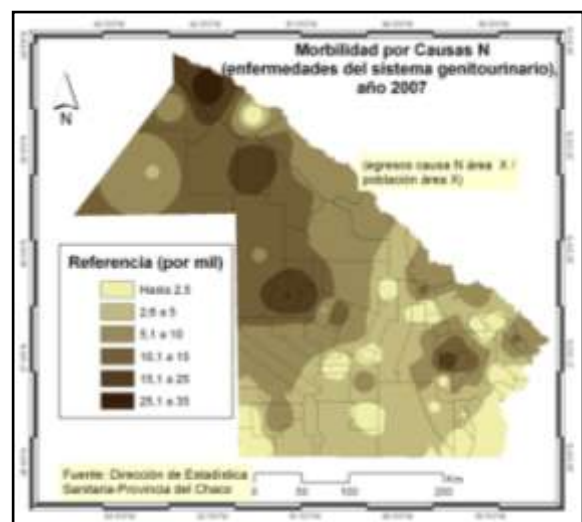 Morbilidad por Causas N
(enfermedades del sistema genitourinario),
año 2007
N
(egresos causa N área X /
población área X)
Referencia (por mil)
Hasta 2,5
2,6 a 5
5,1 a 10
10,1 a 15
15,1 a 25
25,1 a 35
Fuente: Dirección de Estadística
Sanitaria-Provincia del Chaco
Km
0 50 100 200